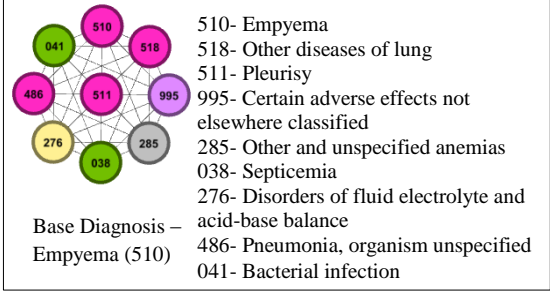 510
518
041
486
511
995
276
285
038
Base Diagnosis –
Empyema (510)
510- Empyema
518- Other diseases of lung
511- Pleurisy
995- Certain adverse effects not
elsewhere classified
285- Other and unspecified anemias
038- Septicemia
276- Disorders of fluid electrolyte and
acid-base balance
486- Pneumonia, organism unspecified
041- Bacterial infection